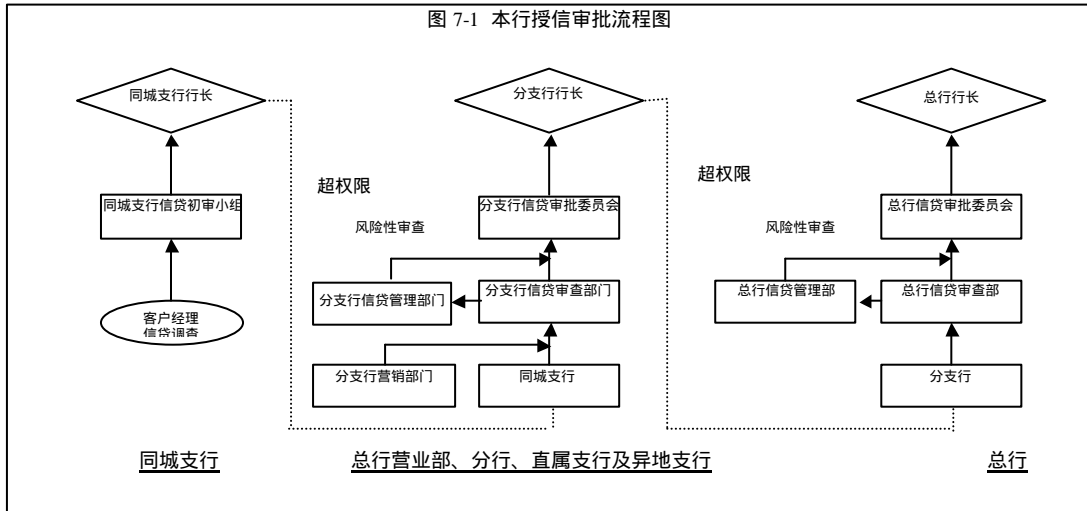 图 7-1 本行授信审批流程图
同城支行行长
分支行行长
总行行长
超权限
超权限
同城支行信贷初审小组
分支行信贷审批委员会
总行信贷审批委员会
风险性审查
风险性审查
分支行信贷管理部门
分支行信贷审查部门
总行信贷管理部
总行信贷审查部
客户经理
信贷调查
分支行营销部门
同城支行
分支行
同城支行
总行营业部、分行、直属支行及异地支行
总行